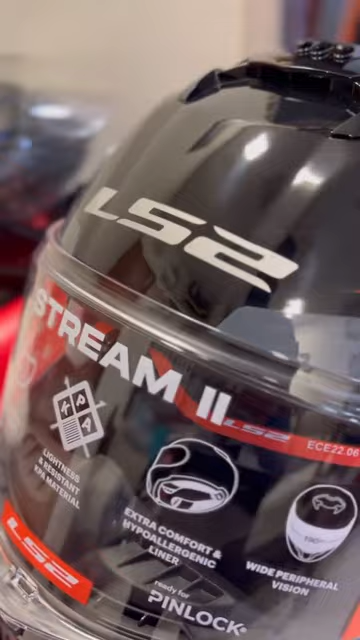 LS2
STREAM II
LS2
ECE22.06
KPA
LIGHTNESS
& RESISTANT
KPA MATERIAL
EXTRA COMFORT &
HYPOALLERGENIC
LINER
WIDE PERIPHERAL
VISION
LS2
ready for
PINLOCK